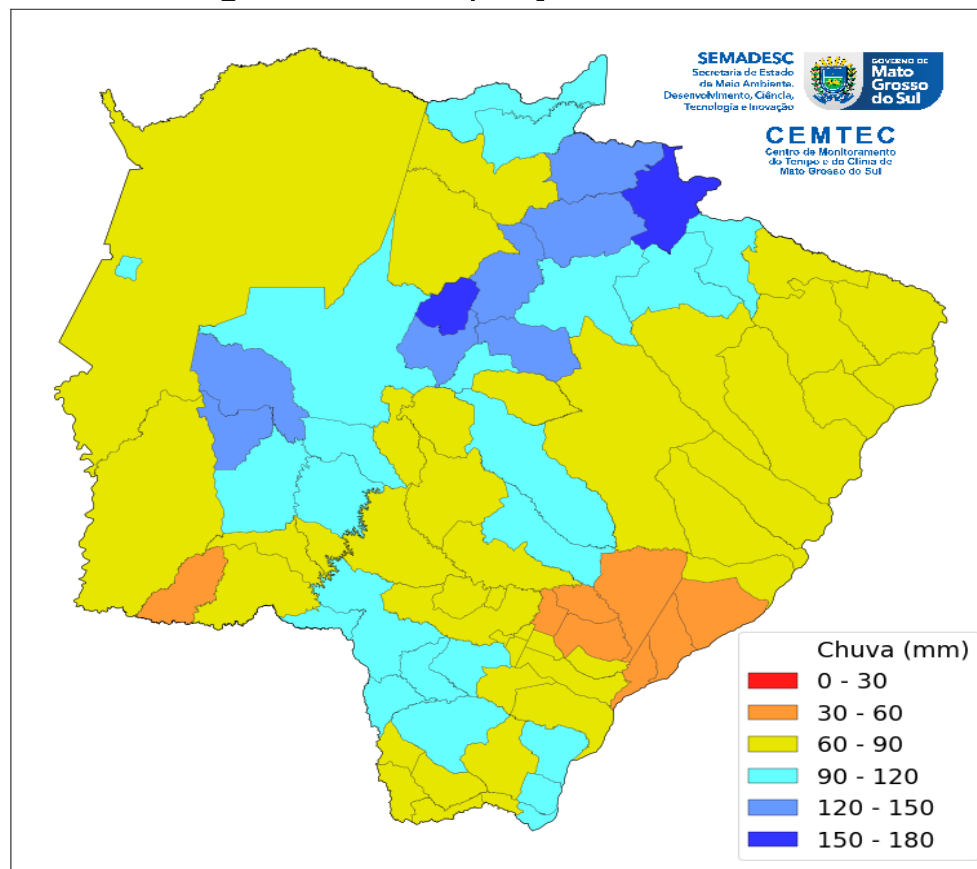 SEMADESC
Secretaria de Estado
de Meio Ambiente,
Desenvolvimento, Ciência,
Tecnologia e Inovação
GOVERNO DE
Mato
Grosso
do Sul
CEMTEC
Centro de Monitoramento
do Tempo e do Clima de
Mato Grosso do Sul
Chuva (mm)
0 - 30
30 - 60
60 - 90
90 - 120
120 - 150
150 - 180